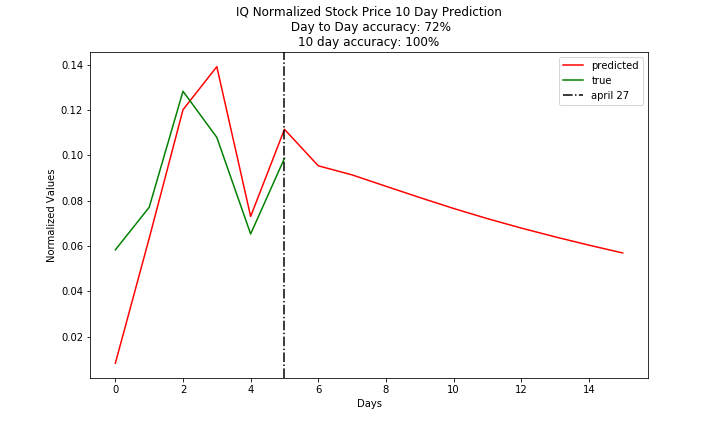 IQ Normalized Stock Price 10 Day Prediction
Day to Day accuracy: 72%
10 day accuracy: 100%
predicted
true
april 27
Normalized Values
0.14
0.12
0.10
0.08
0.06
0.04
0.02
0 2 4 6 8 10 12 14
Days